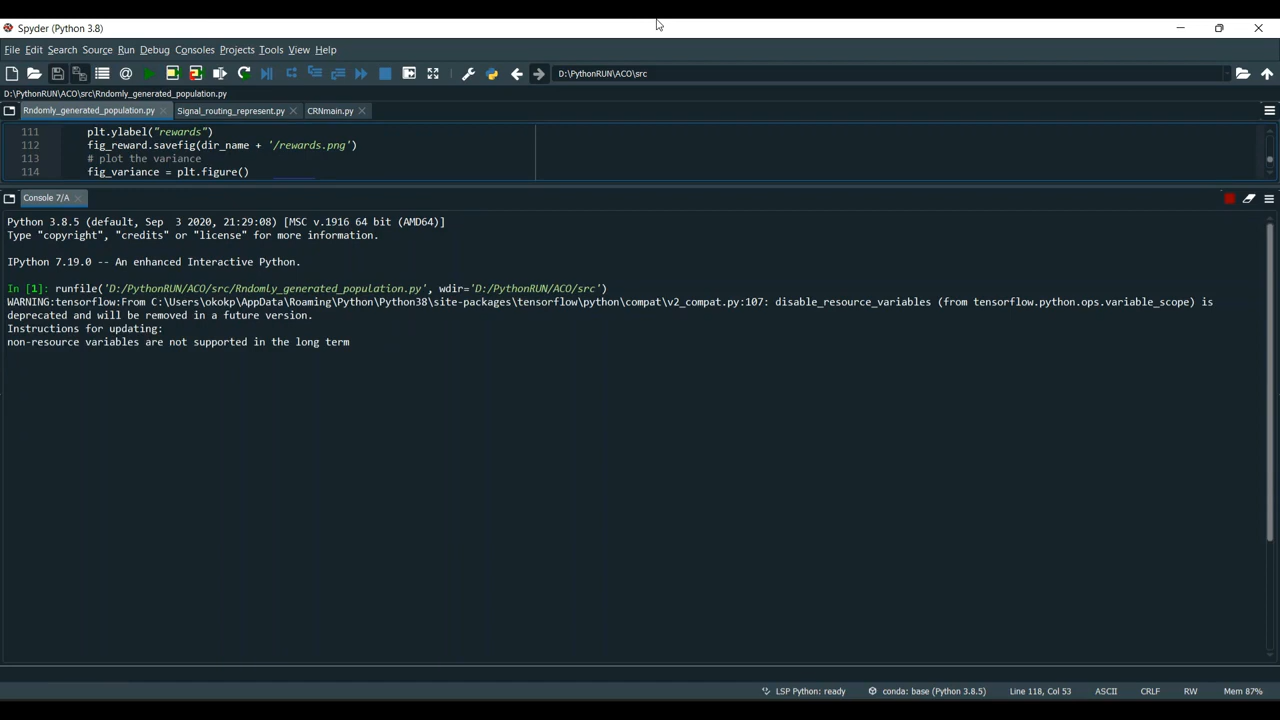 Spyder (Python 3.8)
File Edit Search Source Run Debug Consoles Projects Tools View Help
D:\PythonRUN\ACO\src
D:\PythonRUN\ACO\src\Rndomly_generated_population.py
Rndomly_generated_population.py Signal_routing_represent.py CRNmain.py
111 plt.ylabel("rewards")
112 fig_reward.savefig(dir_name + '/rewards.png')
113 # plot the variance
114 fig_variance = plt.figure()
Console 7/A
Python 3.8.5 (default, Sep 3 2020, 21:29:08) [MSC v.1916 64 bit (AMD64)]
Type "copyright", "credits" or "license" for more information.
IPython 7.19.0 -- An enhanced Interactive Python.
In [1]: runfile('D:/PythonRUN/ACO/src/Rndomly_generated_population.py', wdir='D:/PythonRUN/ACO/src')
WARNING:tensorflow:From C:\Users\okokp\AppData\Roaming\Python\Python38\site-packages\tensorflow\python\compat\v2_compat.py:107: disable_resource_variables (from tensorflow.python.ops.variable_scope) is
deprecated and will be removed in a future version.
Instructions for updating:
non-resource variables are not supported in the long term
LSP Python: ready conda: base (Python 3.8.5) Line 118, Col 53 ASCII CRLF RW Mem 87%